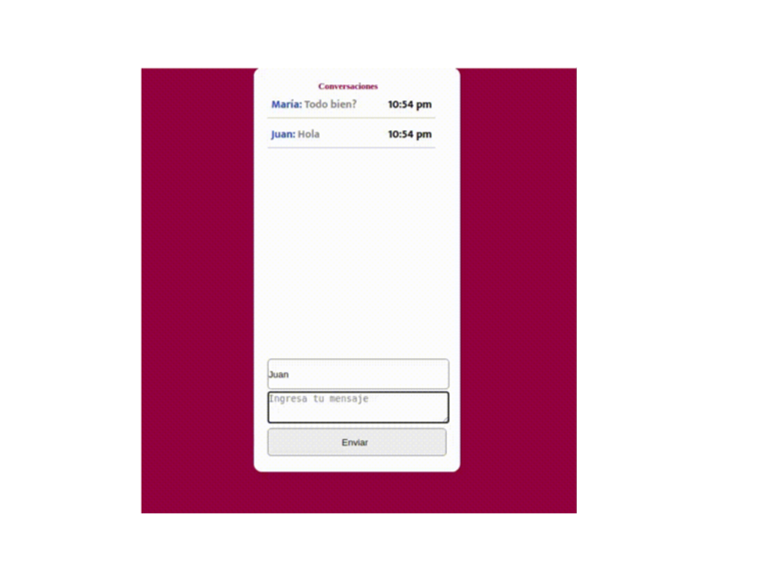 Conversaciones
María: Todo bien? 10:54 pm
Juan: Hola 10:54 pm
Juan
Ingresa tu mensaje
Enviar